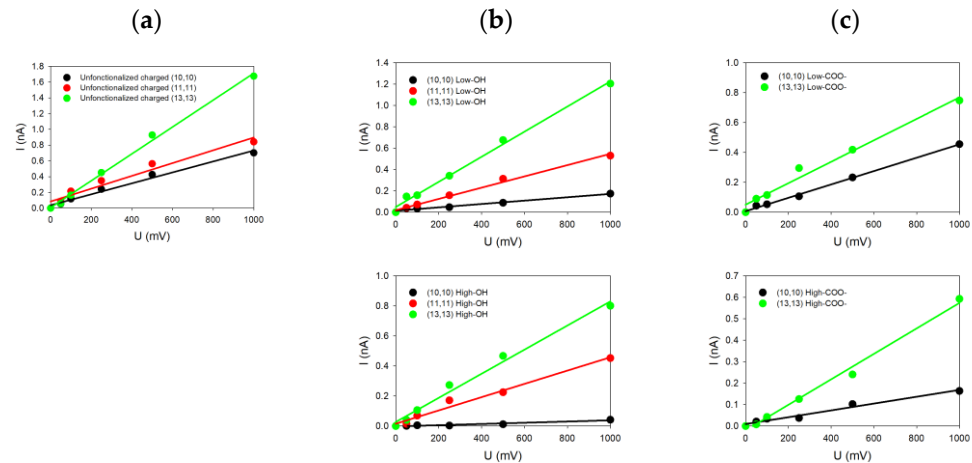 (a)
(b)
(c)
1.8
1.6
1.4
1.2
1.0
0.8
0.6
0.4
0.2
0.0
I (nA)
Unfonctionalized charged (10,10)
Unfonctionalized charged (11,11)
Unfonctionalized charged (13,13)
0 200 400 600 800 1000
U (mV)
1.4
1.2
1.0
0.8
0.6
0.4
0.2
0.0
I (nA)
(10,10) Low-OH
(11,11) Low-OH
(13,13) Low-OH
0 200 400 600 800 1000
U (mV)
1.0
0.8
0.6
0.4
0.2
0.0
I (nA)
(10,10) Low-COO-
(13,13) Low-COO-
0 200 400 600 800 1000
U (mV)
1.0
0.8
0.6
0.4
0.2
0.0
I (nA)
(10,10) High-OH
(11,11) High-OH
(13,13) High-OH
0 200 400 600 800 1000
U (mV)
0.7
0.6
0.5
0.4
0.3
0.2
0.1
0.0
I (nA)
(10,10) High-COO-
(13,13) High-COO-
0 200 400 600 800 1000
U (mV)